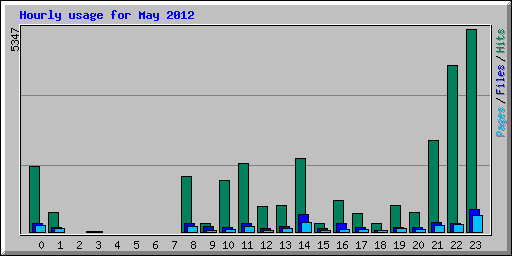 Hourly usage for May 2012
5347
Pages / Files / Hits
0 1 2 3 4 5 6 7 8 9 10 11 12 13 14 15 16 17 18 19 20 21 22 23